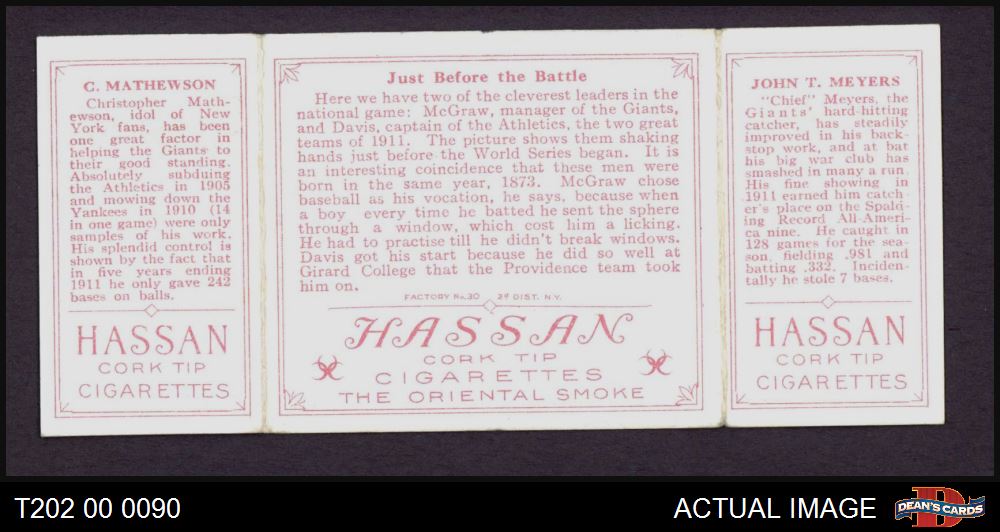 C. MATHEWSON
Christopher Math-
ewson, idol of New
York fans, has been
one great factor in
helping the Giants to
their good standing.
Absolutely subduing
the Athletics in 1905
and mowing down the
Yankees in 1910 (14
in one game) were only
samples of his work.
His splendid control is
shown by the fact that
in five years ending
1911 he only gave 242
bases on balls.
HASSAN
CORK TIP
CIGARETTES
Just Before the Battle
Here we have two of the cleverest leaders in the
national game: McGraw, manager of the Giants,
and Davis, captain of the Athletics, the two great
teams of 1911. The picture shows them shaking
hands just before the World Series began. It is
an interesting coincidence that these men were
born in the same year, 1873. McGraw chose
baseball as his vocation, he says, because when
a boy every time he batted he sent the sphere
through a window, which cost him a licking.
He had to practise till he didn't break windows.
Davis got his start because he did so well at
Girard College that the Providence team took
him on.
FACTORY No.30 2d DIST. N.Y.
HASSAN
CORK TIP
CIGARETTES
THE ORIENTAL SMOKE
JOHN T. MEYERS
"Chief" Meyers, the
Giants' hard-hitting
catcher, has steadily
improved in his back-
stop work, and at bat
his big war club has
smashed in many a run.
His fine showing in
1911 earned him catch-
er's place on the Spald-
ing Record All-Ameri-
ca nine. He caught in
128 games for the sea-
son, fielding .981 and
batting .332. Inciden-
tally he stole 7 bases.
HASSAN
CORK TIP
CIGARETTES
T202 00 0090
ACTUAL IMAGE
D
DEAN'S CARDS